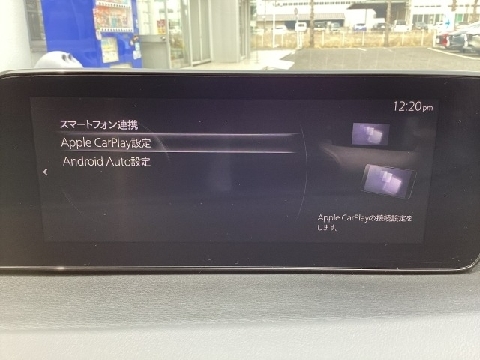 12:20pm
スマートフォン連携
Apple CarPlay設定
Android Auto設定
Apple CarPlayの接続設定を
します。